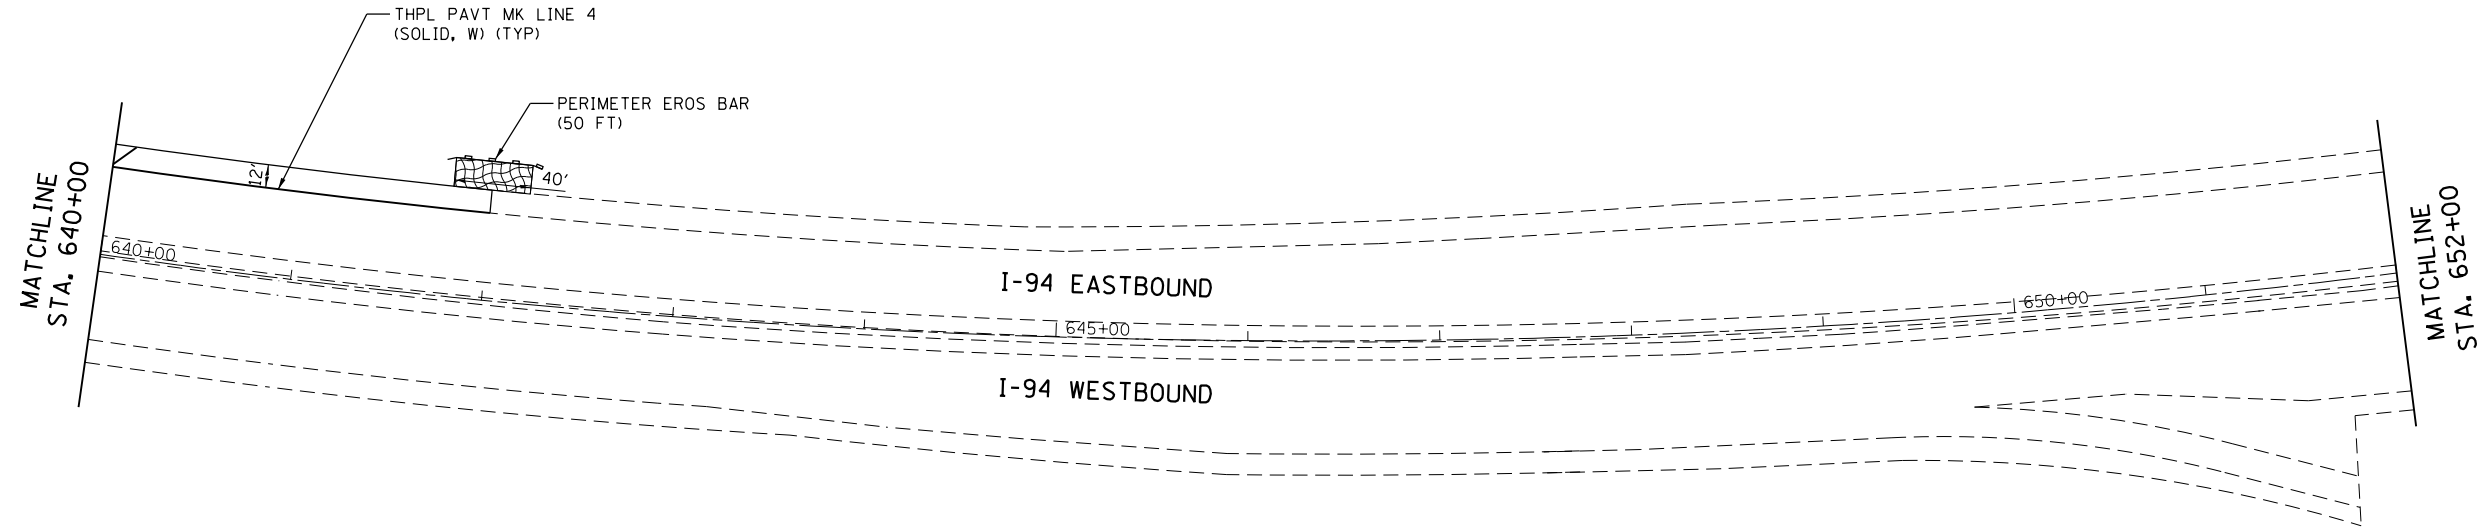 THPL PAVT MK LINE 4
(SOLID, W) (TYP)
PERIMETER EROS BAR
(50 FT)
12'
40'
MATCHLINE
STA. 640+00
640+00
I-94 EASTBOUND
645+00
650+00
I-94 WESTBOUND
MATCHLINE
STA. 652+00